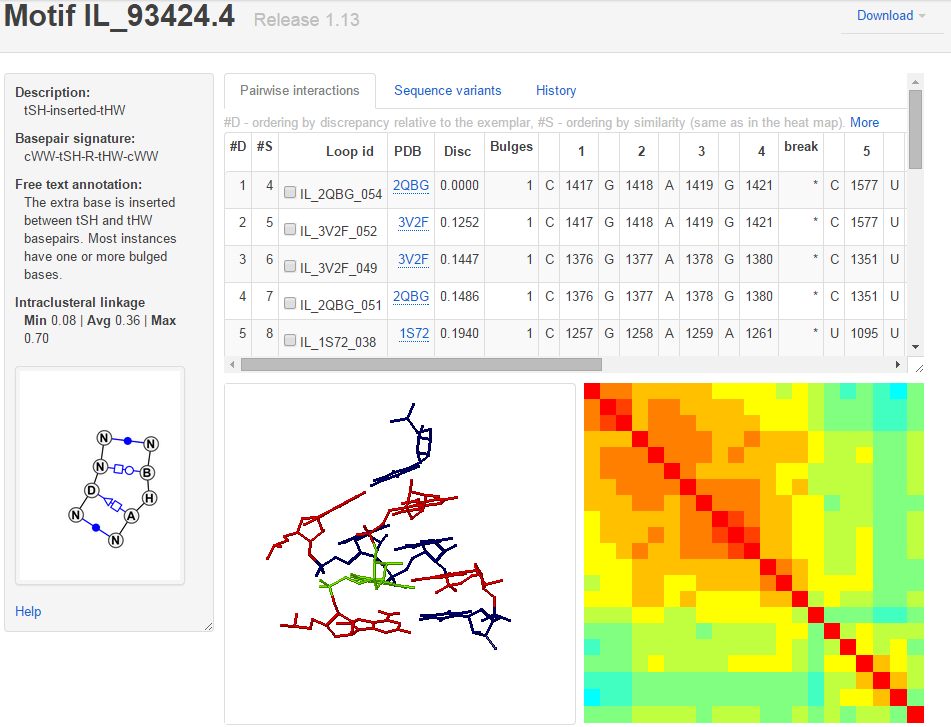 Motif IL_93424.4 Release 1.13
Download
Description:
tSH-inserted-tHW
Basepair signature:
cWW-tSH-R-tHW-cWW
Free text annotation:
The extra base is inserted
between tSH and tHW
basepairs. Most instances
have one or more bulged
bases.
Intraclusteral linkage
Min 0.08 | Avg 0.36 | Max
0.70
N N
N B
D H
N A
N
Help
Pairwise interactions Sequence variants History
#D - ordering by discrepancy relative to the exemplar, #S - ordering by similarity (same as in the heat map). More
#D #S Loop id PDB Disc Bulges 1 2 3 4 break 5
1 4 IL_2QBG_054 2QBG 0.0000 1 C 1417 G 1418 A 1419 G 1421 * C 1577 U
2 5 IL_3V2F_052 3V2F 0.1252 1 C 1417 G 1418 A 1419 G 1421 * C 1577 U
3 6 IL_3V2F_049 3V2F 0.1447 1 C 1376 G 1377 A 1378 G 1380 * C 1351 U
4 7 IL_2QBG_051 2QBG 0.1486 1 C 1376 G 1377 A 1378 G 1380 * C 1351 U
5 8 IL_1S72_038 1S72 0.1940 1 C 1257 G 1258 A 1259 A 1261 * U 1095 U